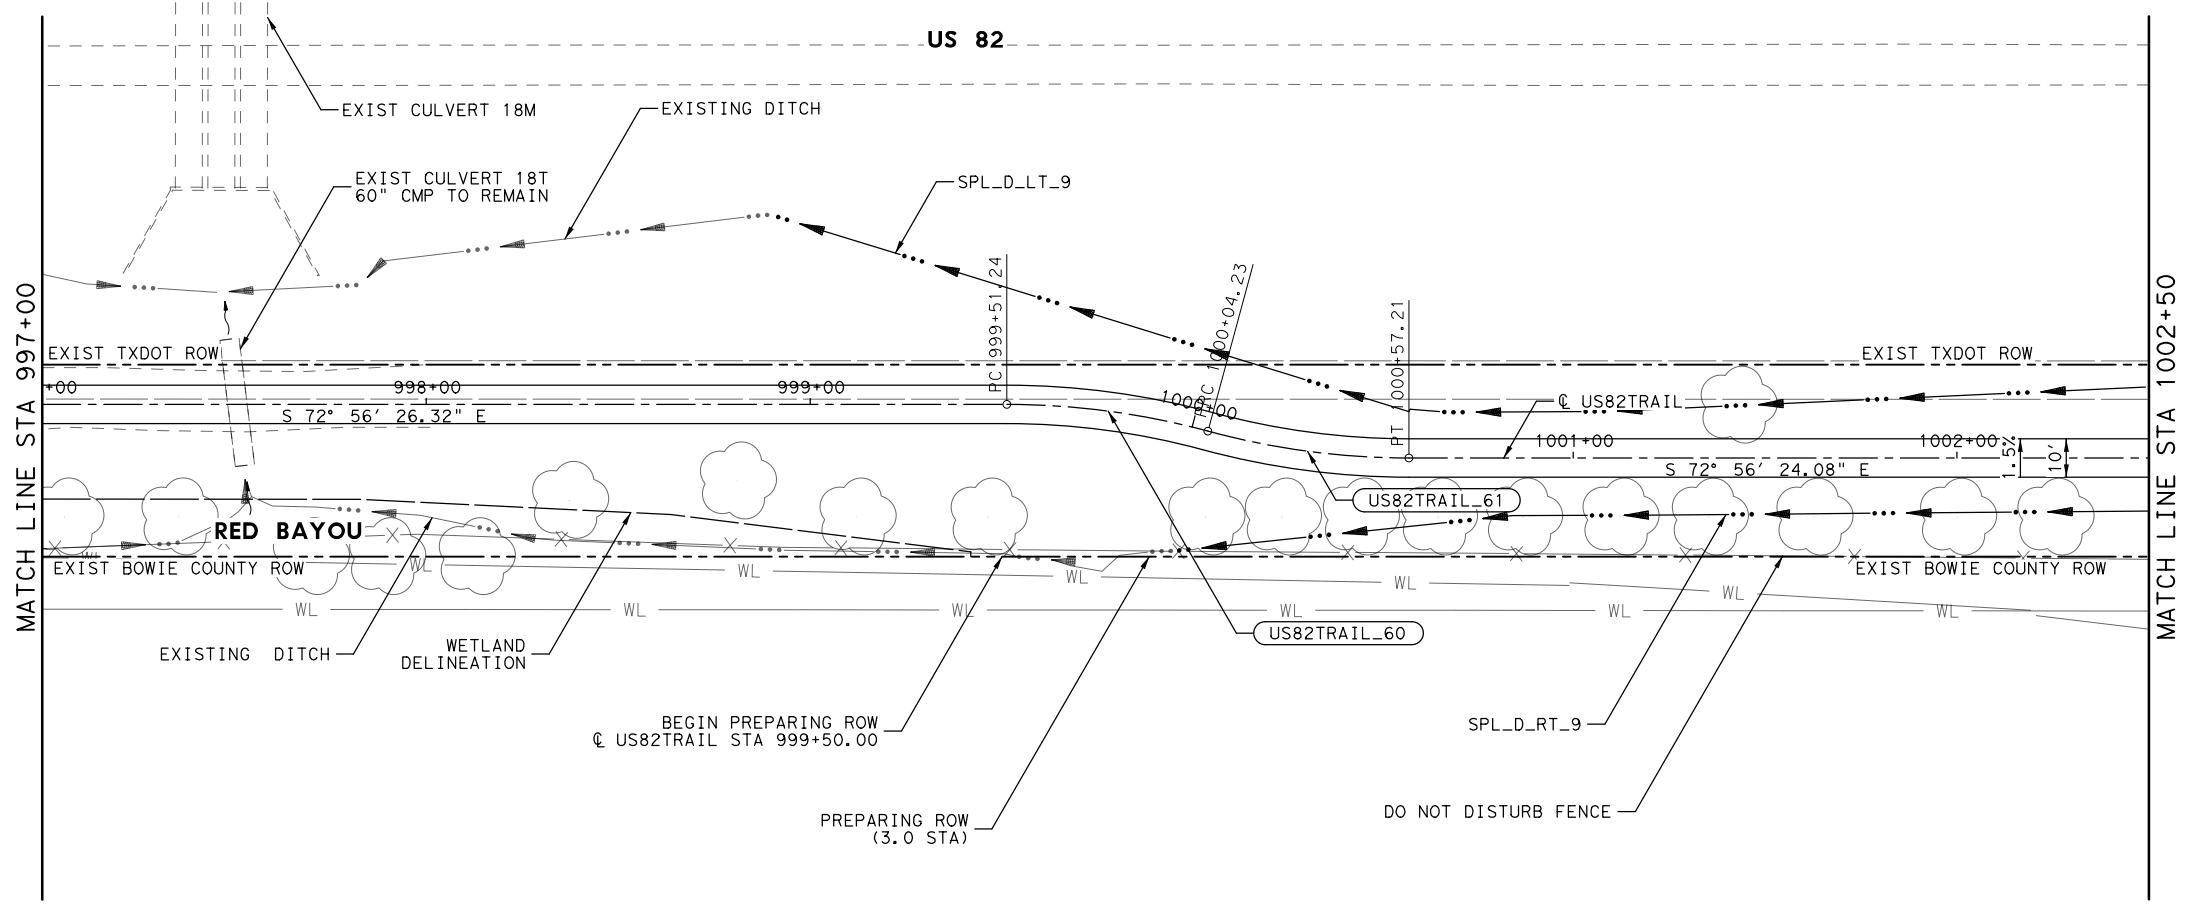 US 82
EXIST CULVERT 18M
EXISTING DITCH
EXIST CULVERT 18T
60" CMP TO REMAIN
SPL_D_LT_9
MATCH LINE STA 997+00
MATCH LINE STA 1002+50
PC 999+51.24
PRC 1000+04.23
PT 1000+57.21
EXIST TXDOT ROW
EXIST TXDOT ROW
+00
998+00
999+00
1000+00
℄ US82TRAIL
S 72° 56' 26.32" E
1001+00
1002+00
1.5%
10'
S 72° 56' 24.08" E
US82TRAIL_61
RED BAYOU
WL
EXIST BOWIE COUNTY ROW
WL
WL
WL
WL
WL
EXIST BOWIE COUNTY ROW
WL
WL
WL
WL
WL
WL
US82TRAIL_60
EXISTING DITCH
WETLAND
DELINEATION
BEGIN PREPARING ROW
℄ US82TRAIL STA 999+50.00
SPL_D_RT_9
PREPARING ROW
(3.0 STA)
DO NOT DISTURB FENCE